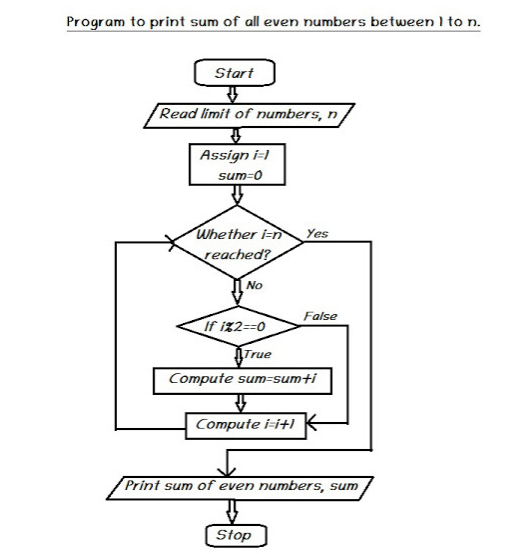 Program to print sum of all even numbers between 1 to n.
Start
Read limit of numbers, n
Assign i=1
sum=0
Whether i=n
reached?
Yes
No
If i%2==0
False
True
Compute sum=sum+i
Compute i=i+1
Print sum of even numbers, sum
Stop